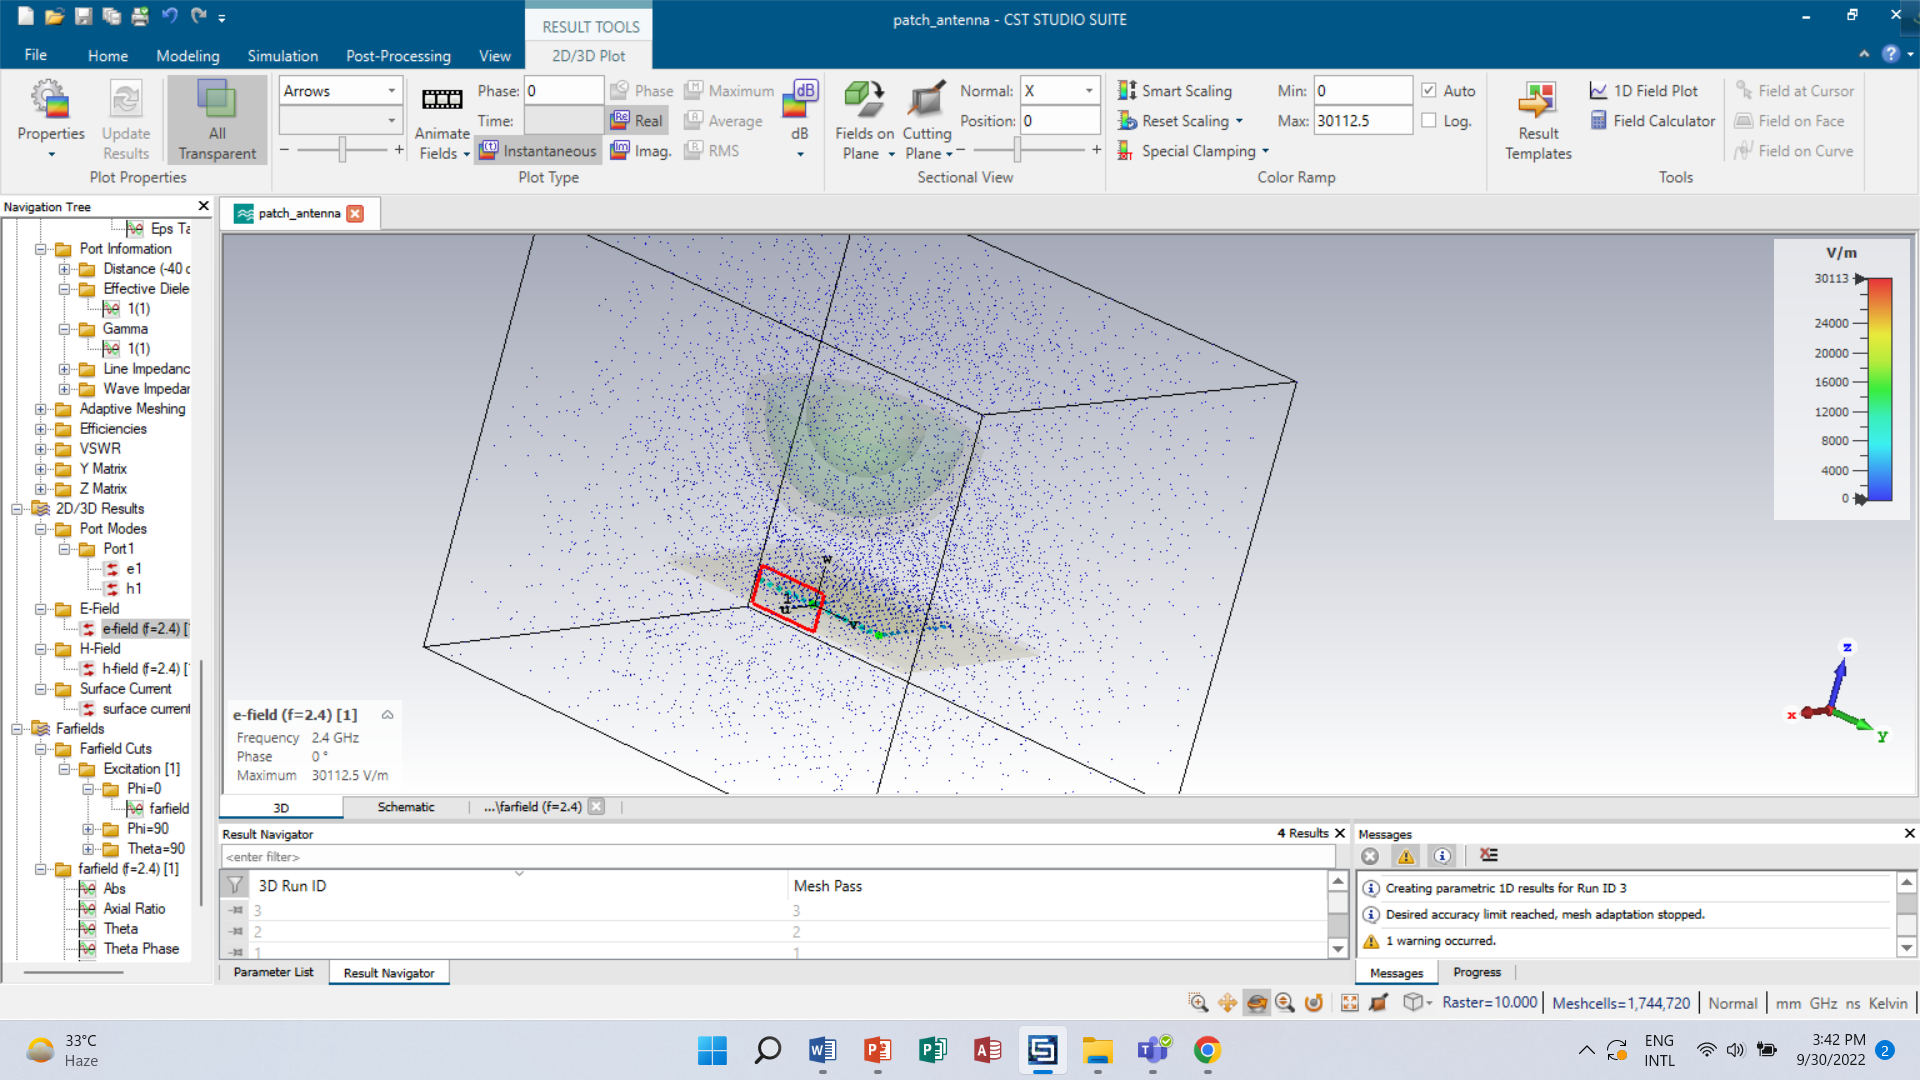 RESULT TOOLS
patch_antenna - CST STUDIO SUITE
File Home Modeling Simulation Post-Processing View 2D/3D Plot
Properties
Update Results
All Transparent
Plot Properties
Arrows
Animate Fields
Phase: 0
Time:
Instantaneous
Phase
Real
Imag.
Maximum
Average
RMS
dB
dB
Plot Type
Fields on Plane
Cutting Plane
Normal: X
Position: 0
Sectional View
Smart Scaling
Reset Scaling
Special Clamping
Min: 0
Max: 30112.5
Auto
Log.
Color Ramp
Result Templates
1D Field Plot
Field Calculator
Field at Cursor
Field on Face
Field on Curve
Tools
Navigation Tree
Eps Ta
Port Information
Distance (-40 d
Effective Diele
1(1)
Gamma
1(1)
Line Impedanc
Wave Impedar
Adaptive Meshing
Efficiencies
VSWR
Y Matrix
Z Matrix
2D/3D Results
Port Modes
Port1
e1
h1
E-Field
e-field (f=2.4) [1
H-Field
h-field (f=2.4) [1
Surface Current
surface current
Farfields
Farfield Cuts
Excitation [1]
Phi=0
farfield
Phi=90
Theta=90
farfield (f=2.4) [1]
Abs
Axial Ratio
Theta
Theta Phase
patch_antenna
w
1
u
v
V/m
30113
24000
20000
16000
12000
8000
4000
0
z
x
y
e-field (f=2.4) [1]
Frequency 2.4 GHz
Phase 0 °
Maximum 30112.5 V/m
3D Schematic ...\farfield (f=2.4)
Result Navigator 4 Results
<enter filter>
3D Run ID Mesh Pass
3 3
2 2
1 1
Parameter List Result Navigator
Messages
Creating parametric 1D results for Run ID 3
Desired accuracy limit reached, mesh adaptation stopped.
1 warning occurred.
Messages Progress
Raster=10.000 Meshcells=1,744,720 Normal mm GHz ns Kelvin
33°C
Haze
ENG
INTL
3:42 PM
9/30/2022
2